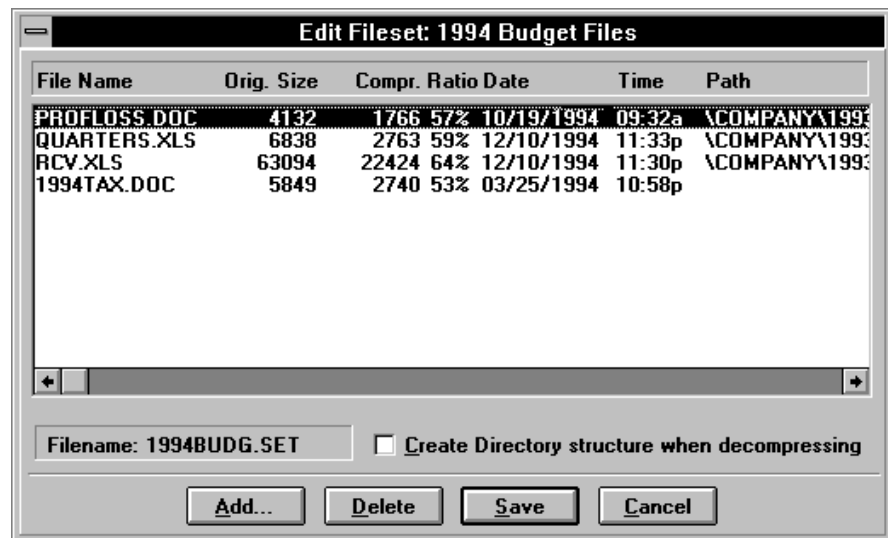 Edit Fileset: 1994 Budget Files
File Name Orig. Size Compr. Ratio Date Time Path
PROFLOSS.DOC 4132 1766 57% 10/19/1994 09:32a \COMPANY\1993
QUARTERS.XLS 6838 2763 59% 12/10/1994 11:33p \COMPANY\1993
RCV.XLS 63094 22424 64% 12/10/1994 11:30p \COMPANY\1993
1994TAX.DOC 5849 2740 53% 03/25/1994 10:58p
Filename: 1994BUDG.SET Create Directory structure when decompressing
Add... Delete Save Cancel